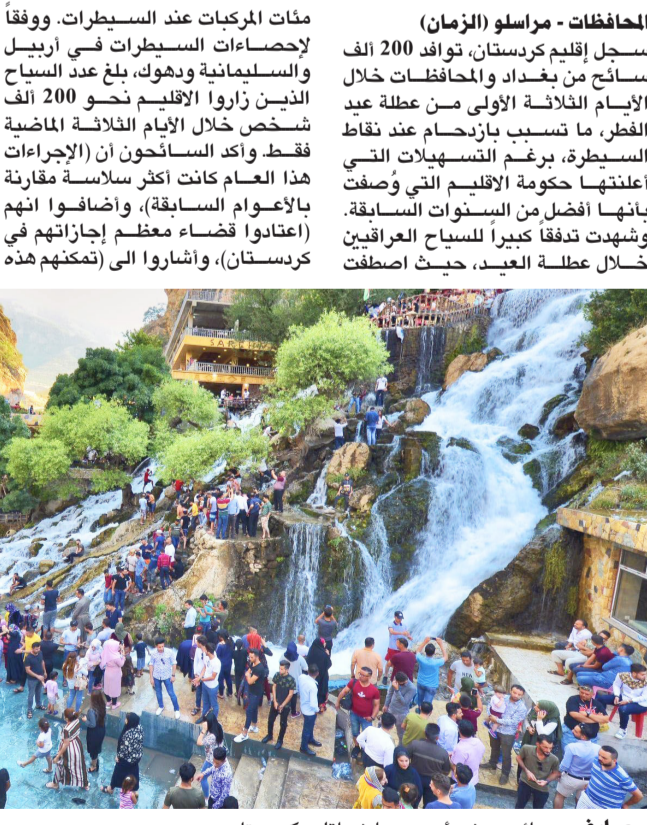 المحافظات - مراسلو (الزمان)
سجل إقليم كردستان، توافد 200 ألف
سائح من بغداد والمحافظات خلال
الأيام الثلاثة الأولى من عطلة عيد
الفطر، ما تسبب بازدحام عند نقاط
السيطرة، برغم التسهيلات التي
أعلنتها حكومة الاقليم التي وُصفت
بأنها أفضل من السنوات السابقة.
وشهدت تدفقاً كبيراً للسياح العراقيين
خلال عطلة العيد، حيث اصطفت
مئات المركبات عند السيطرات. ووفقاً
لإحصاءات السيطرات في أربيل
والسليمانية ودهوك، بلغ عدد السياح
الذين زاروا الاقليم نحو 200 ألف
شخص خلال الأيام الثلاثة الماضية
فقط. وأكد السائحون أن (الإجراءات
هذا العام كانت أكثر سلاسة مقارنة
بالأعوام السابقة)، وأضافوا انهم
(اعتادوا قضاء معظم إجازاتهم في
كردستان)، وأشاروا الى (تمكنهم هذه